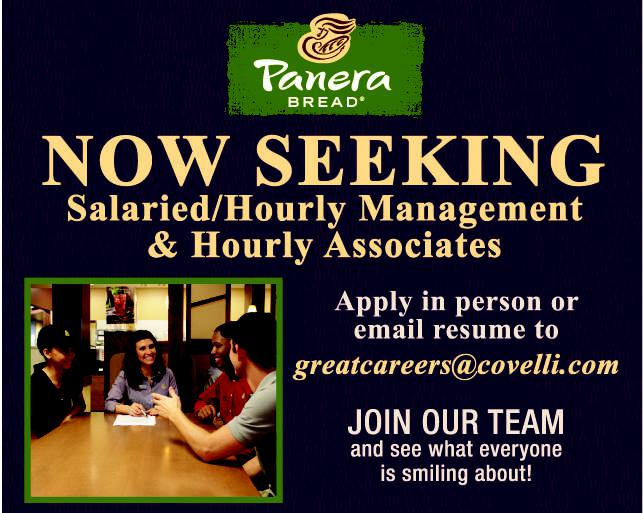 Panera
BREAD®
NOW SEEKING
Salaried/Hourly Management
& Hourly Associates
Apply in person or
email resume to
greatcareers@covelli.com
JOIN OUR TEAM
and see what everyone
is smiling about!